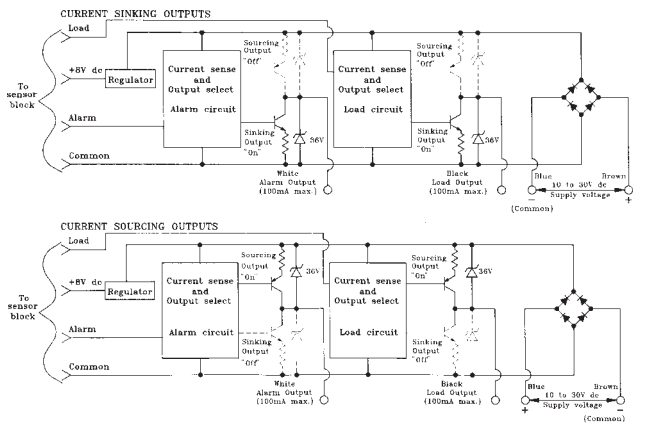 CURRENT SINKING OUTPUTS
Load
+8V dc
Regulator
To
sensor
block
Alarm
Common
Current sense
and
Output select
Alarm circuit
Sourcing
Output
"Off"
Sinking
Output
"On"
36V
White
Alarm Output
(100mA max.)
Current sense
and
Output select
Load circuit
Sourcing
Output
"Off"
Sinking
Output
"On"
36V
Black
Load Output
(100mA max.)
Blue
Brown
10 to 30V dc
Supply voltage
−
+
(Common)
CURRENT SOURCING OUTPUTS
Load
+8V dc
Regulator
To
sensor
block
Alarm
Common
Current sense
and
Output select
Alarm circuit
Sourcing
Output
"On"
36V
Sinking
Output
"Off"
White
Alarm Output
(100mA max.)
Current sense
and
Output select
Load circuit
Sourcing
Output
"On"
36V
Sinking
Output
"Off"
Black
Load Output
(100mA max.)
Blue
Brown
10 to 30V dc
Supply voltage
+
−
(Common)